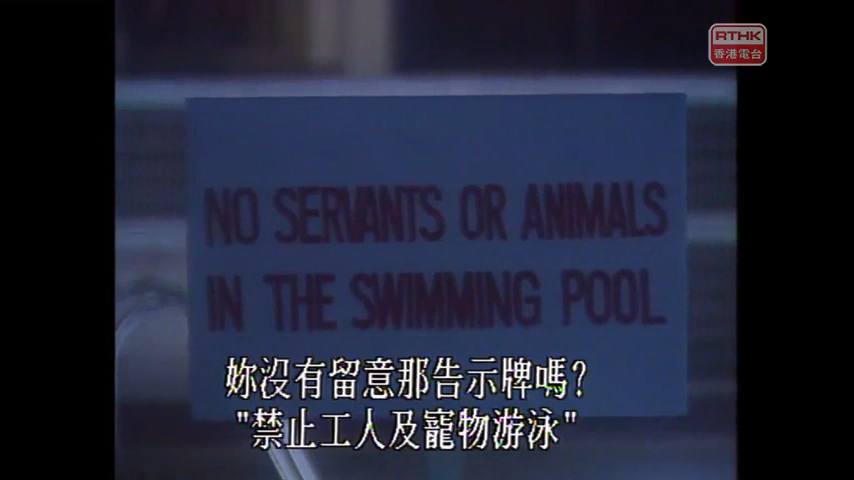 RTHK
香港電台
NO SERVANTS OR ANIMALS
IN THE SWIMMING POOL
妳沒有留意那告示牌嗎?
"禁止工人及寵物游泳"